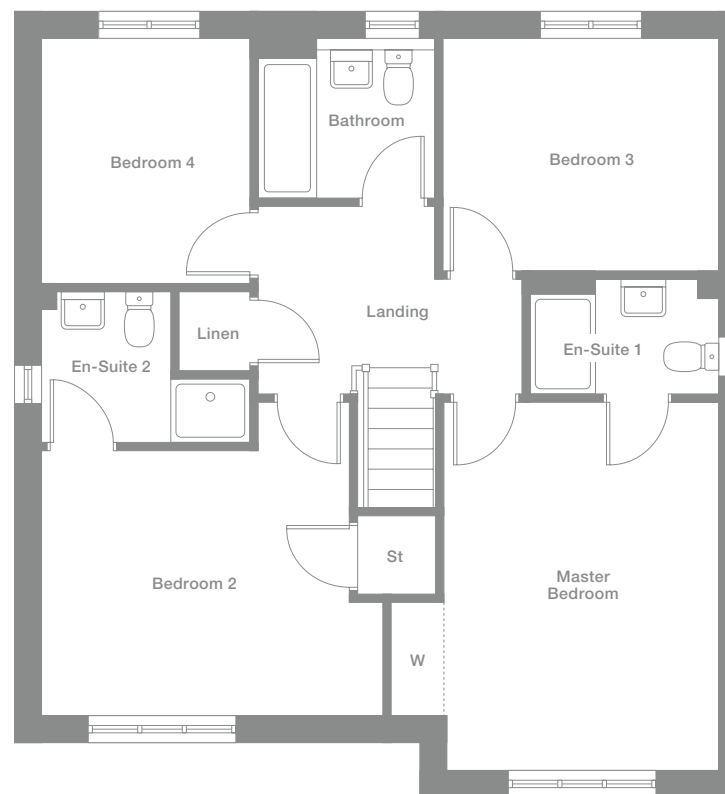 Bathroom
Bedroom 4
Bedroom 3
Landing
Linen
En-Suite 2
En-Suite 1
St
Bedroom 2
Master
Bedroom
W